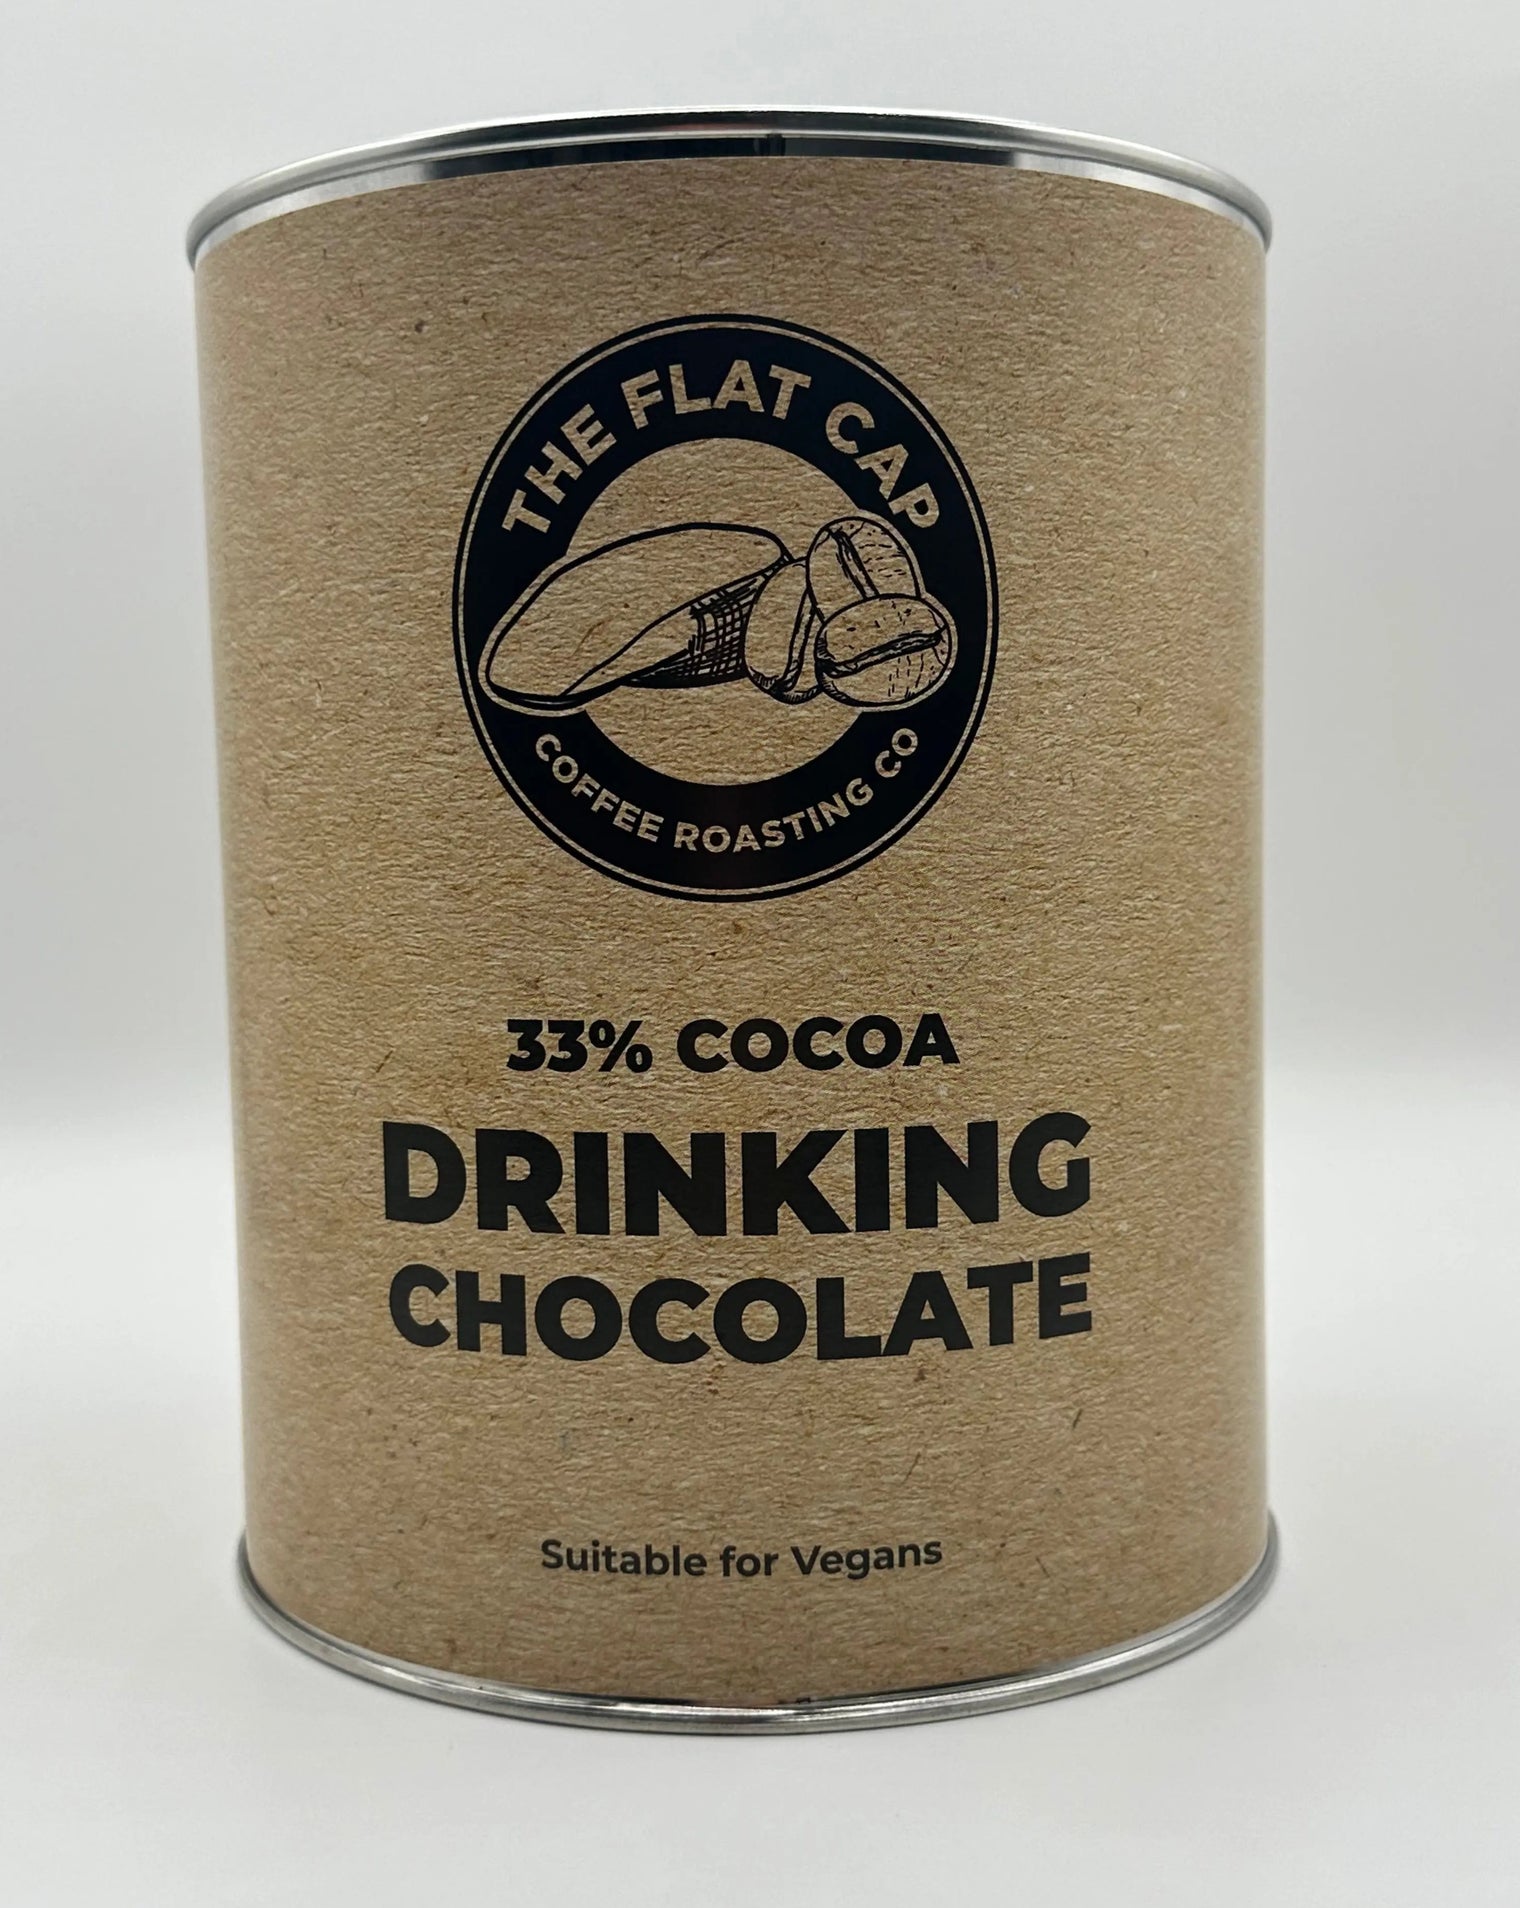 THE FLAT CAP
COFFEE ROASTING CO
33% COCOA
DRINKING
CHOCOLATE
Suitable for Vegans